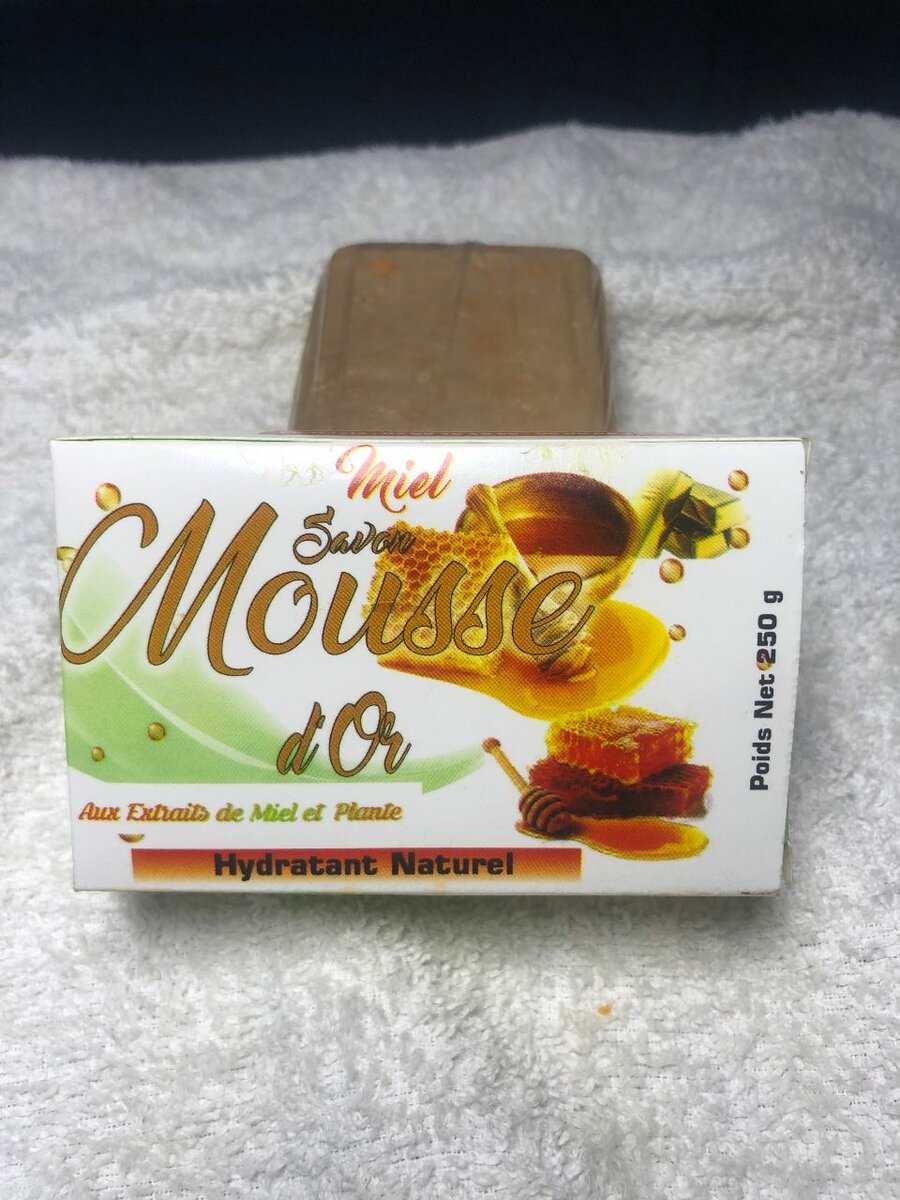 Miel
Savon
Mousse
d'Or
Aux Extraits de Miel et Plante
Hydratant Naturel
Poids Net 250 g